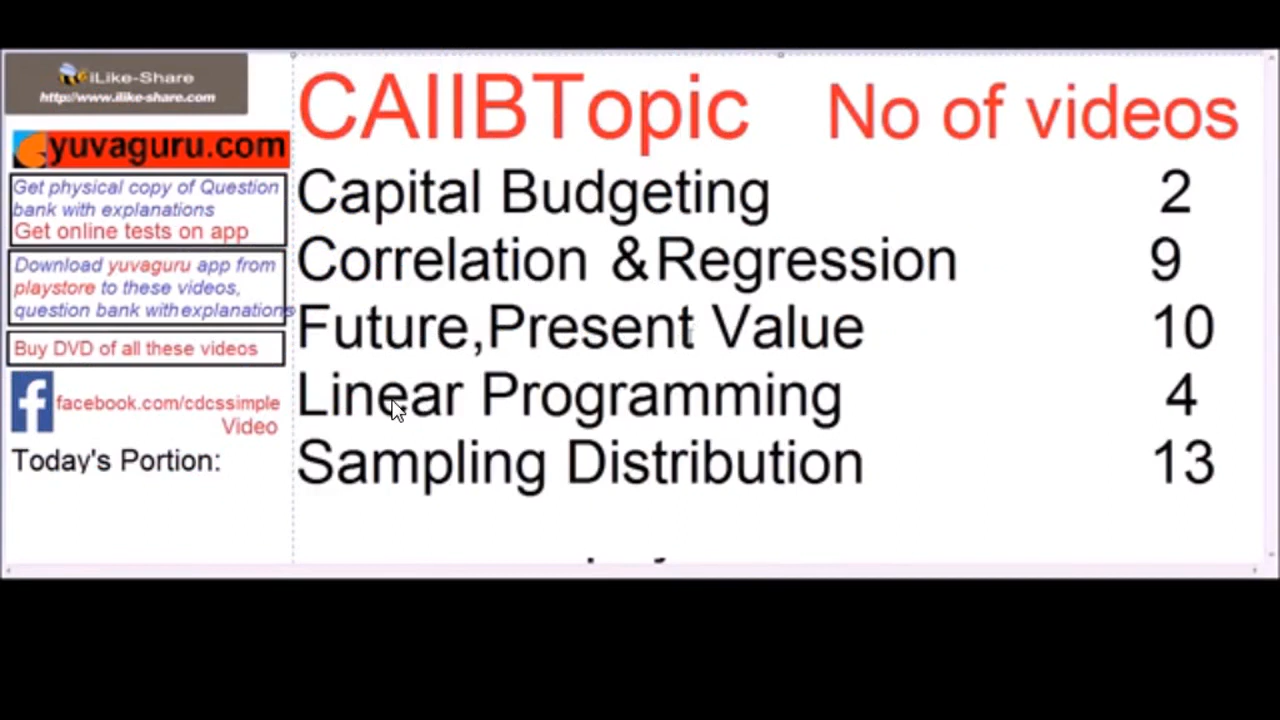 iLike-Share
http://www.ilike-share.com
yuvaguru.com
Get physical copy of Question
bank with explanations
Get online tests on app
Download yuvaguru app from
playstore to these videos,
question bank withexplanations
Buy DVD of all these videos
facebook.com/cdcssimple
Video
Today's Portion:
CAIIBTopic No of videos
Capital Budgeting 2
Correlation &Regression 9
Future,Present Value 10
Linear Programming 4
Sampling Distribution 13